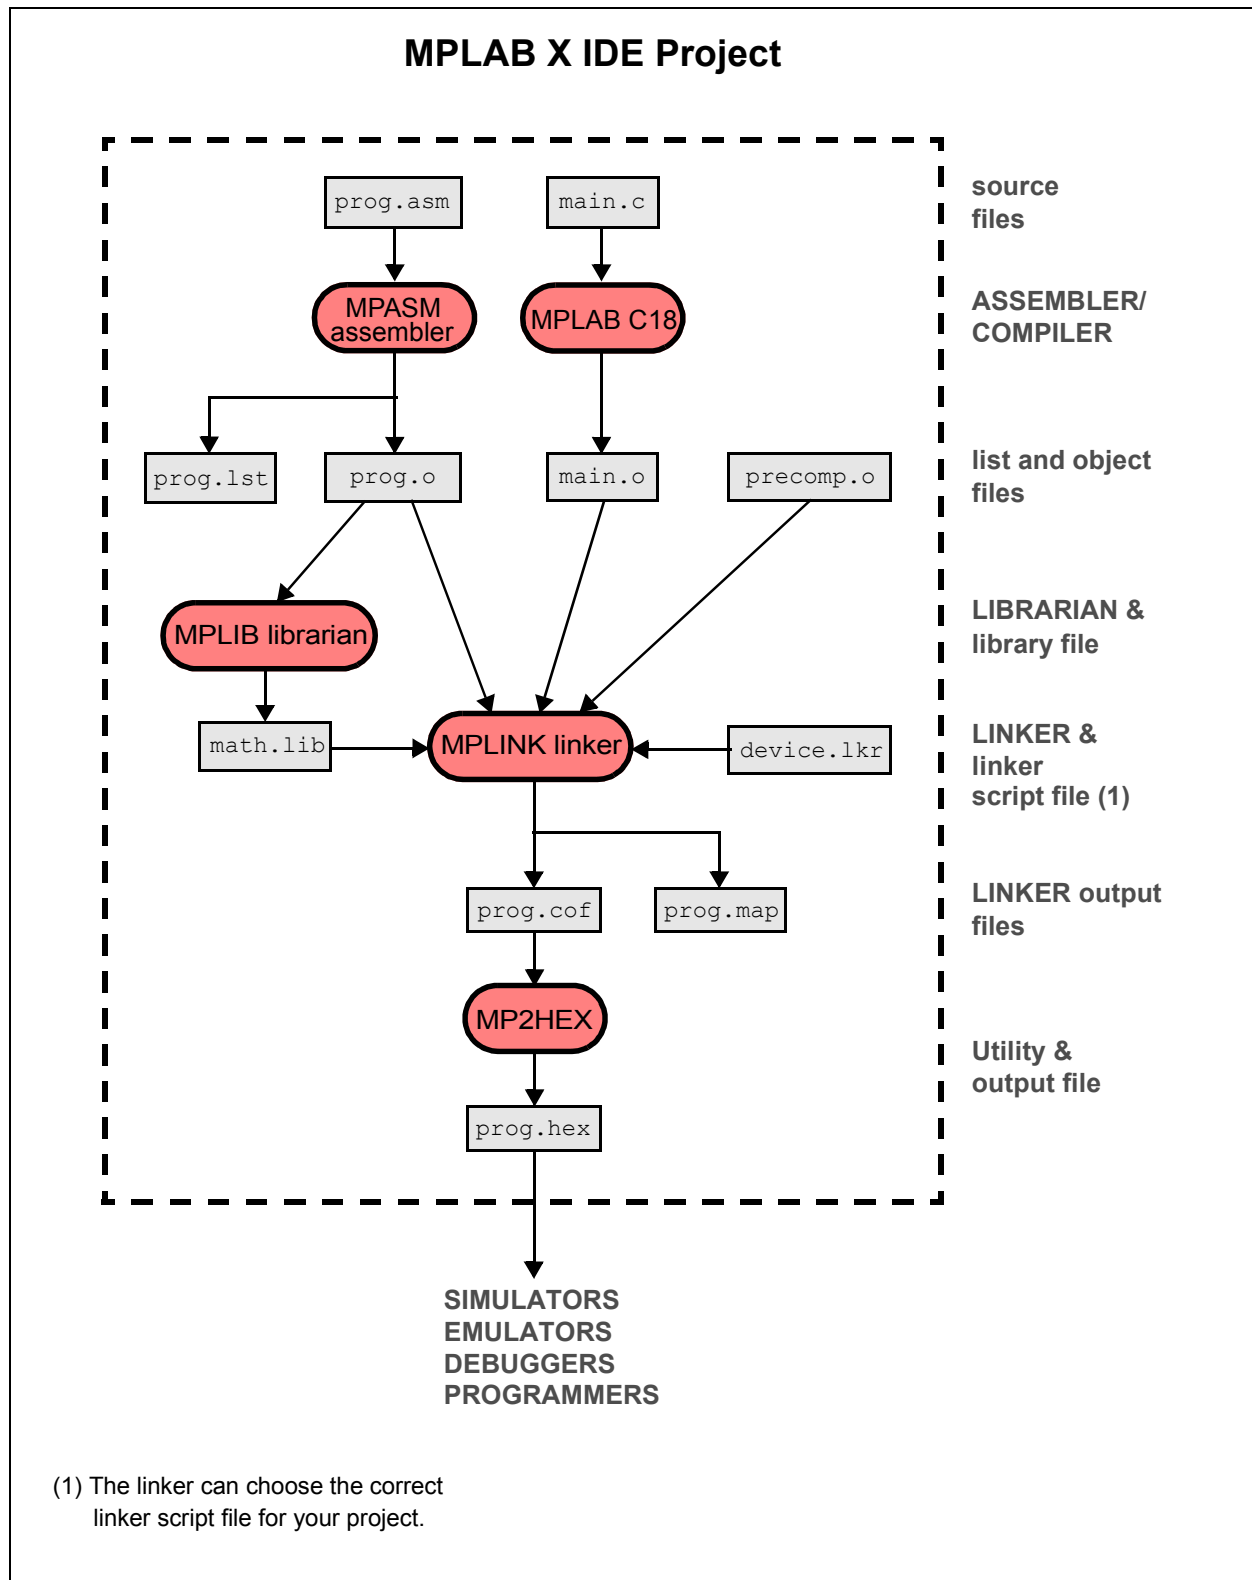 MPLAB X IDE Project
prog.asm
main.c
source
files
MPASM
assembler
MPLAB C18
ASSEMBLER/
COMPILER
prog.lst
prog.o
main.o
precomp.o
list and object
files
MPLIB librarian
LIBRARIAN &
library file
math.lib
MPLINK linker
device.lkr
LINKER &
linker
script file (1)
prog.cof
prog.map
LINKER output
files
MP2HEX
Utility &
output file
prog.hex
SIMULATORS
EMULATORS
DEBUGGERS
PROGRAMMERS
(1) The linker can choose the correct
linker script file for your project.